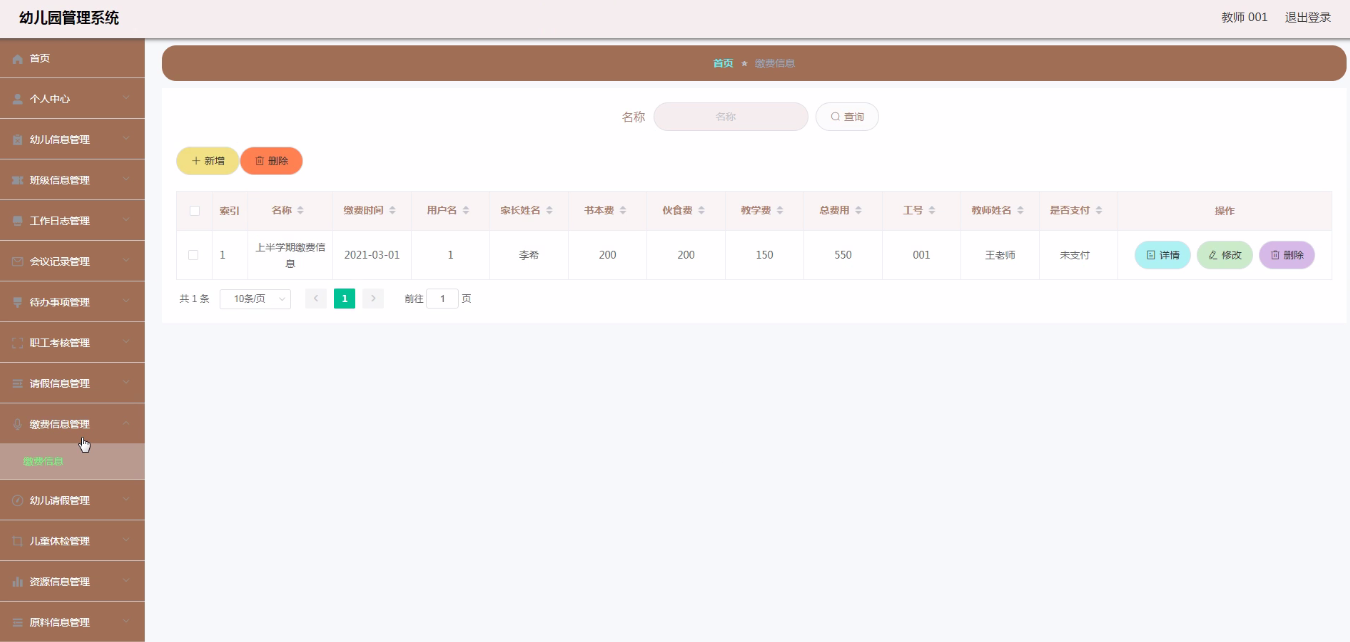 幼儿园管理系统
教师 001
退出登录
首页
个人中心
幼儿信息管理
班级信息管理
工作日志管理
会议记录管理
待办事项管理
职工考核管理
请假信息管理
缴费信息管理
缴费信息
幼儿请假管理
儿童体检管理
资源信息管理
原料信息管理
首页 缴费信息
名称 名称 查询
新增 删除
索引 名称 缴费时间 用户名 家长姓名 书本费 伙食费 教学费 总费用 工号 教师姓名 是否支付 操作
1 上半学期缴费信息 2021-03-01 1 李希 200 200 150 550 001 王老师 未支付 详情 修改 删除
共 1 条 10条/页 1 前往 1 页